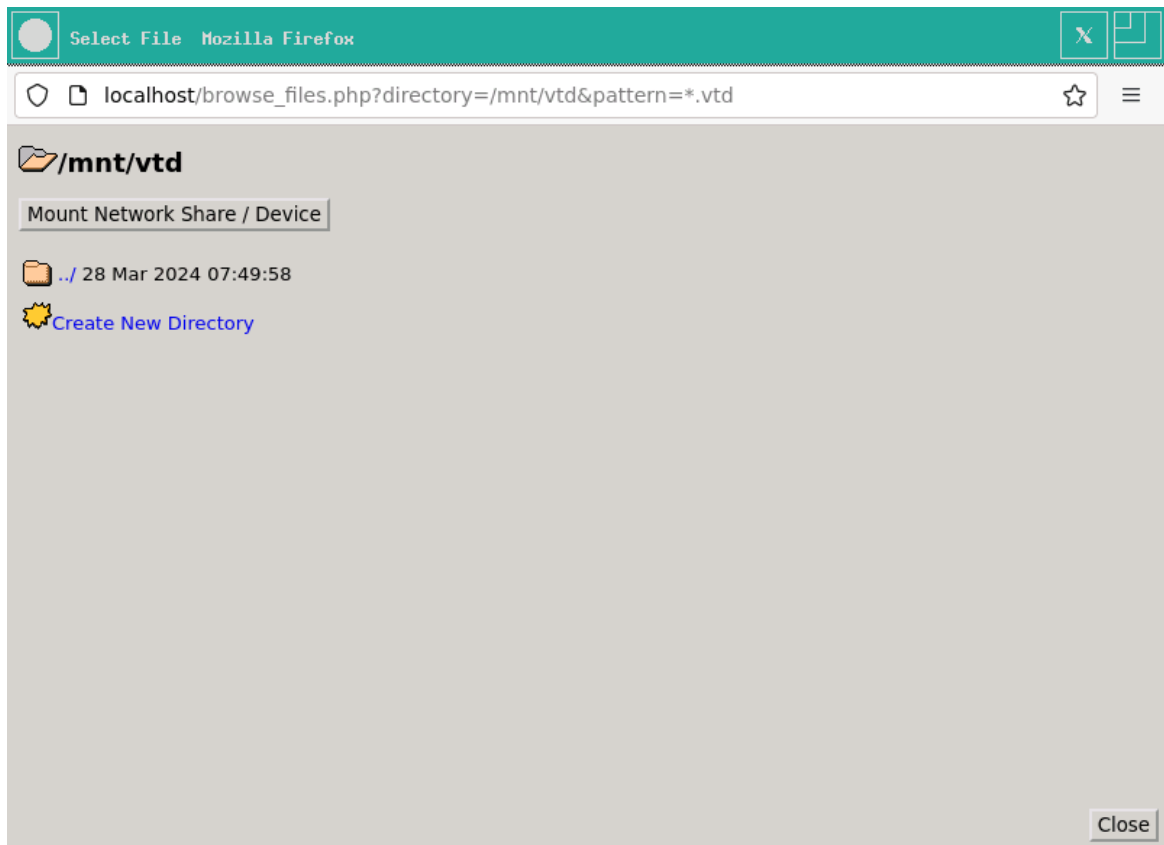 Select File  Mozilla Firefox
X
localhost/browse_files.php?directory=/mnt/vtd&pattern=*.vtd
/mnt/vtd
Mount Network Share / Device
../ 28 Mar 2024 07:49:58
Create New Directory
Close